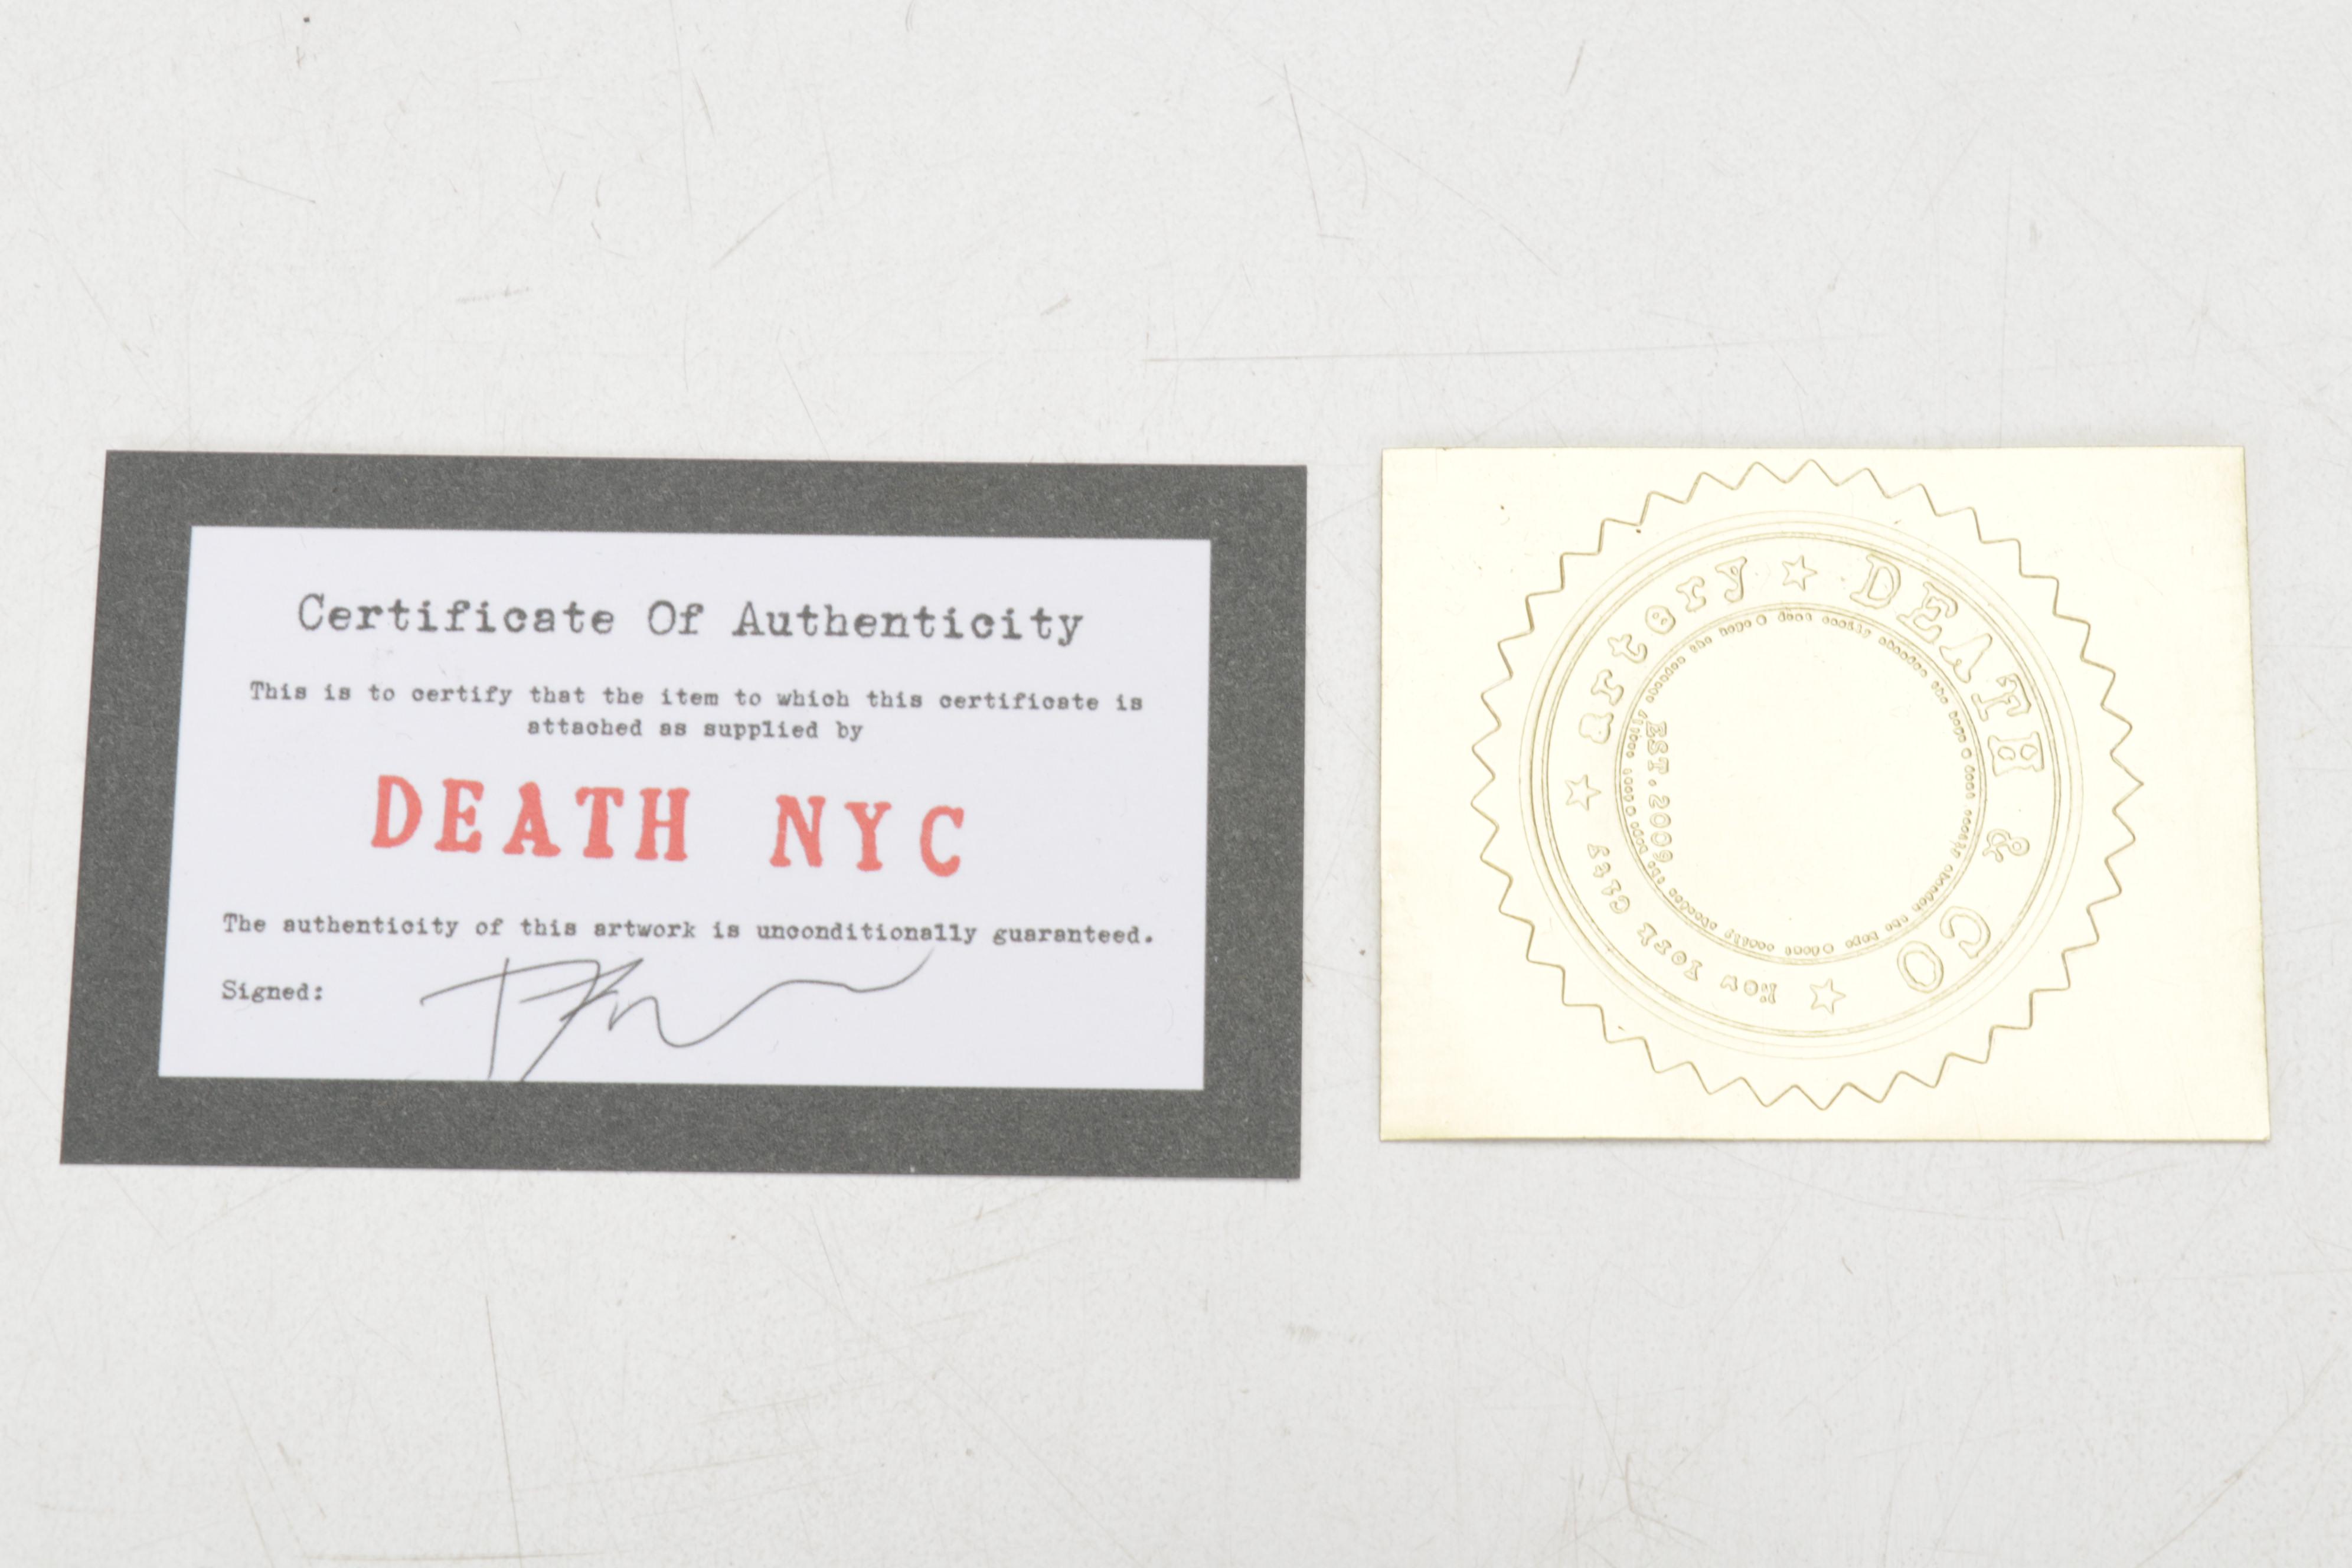 Certificate Of Authenticity
This is to certify that the item to which this certificate is
attached as supplied by
DEATH NYC
The authenticity of this artwork is unconditionally guaranteed.
Signed:
artery ☆ DEATH & CO ☆ New York City ☆
EST. 2009